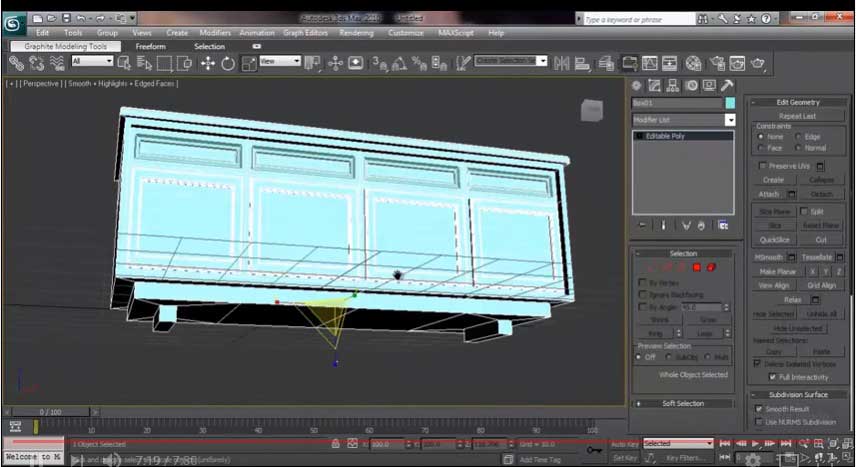 Autodesk 3ds Max 2010 Untitled
Type a keyword or phrase
Edit Tools Group Views Create Modifiers Animation Graph Editors Rendering Customize MAXScript Help
Graphite Modeling Tools Freeform Selection
All View Create Selection Se
[ + ] [ Perspective ] [ Smooth + Highlights + Edged Faces ]
Box01
Modifier List
Editable Poly
Selection
By Vertex
Ignore Backfacing
By Angle: 45.0
Shrink Grow
Ring Loop
Preview Selection
Off SubObj Multi
Whole Object Selected
Soft Selection
Edit Geometry
Repeat Last
Constraints
None Edge
Face Normal
Preserve UVs
Create Collapse
Attach Detach
Slice Plane Split
Slice Reset Plane
QuickSlice Cut
MSmooth Tessellate
Make Planar X Y Z
View Align Grid Align
Relax
Hide Selected Unhide All
Hide Unselected
Named Selections:
Copy Paste
Delete Isolated Vertices
Full Interactivity
Subdivision Surface
Smooth Result
Use NURMS Subdivision
0 / 100
0 10 20 30 40 50 60 70 80 90 100
1 Object Selected X: 100.0 Grid = 10.0 Auto Key Selected
Welcome to M 7:19 Add Time Tag Set Key Key Filters...